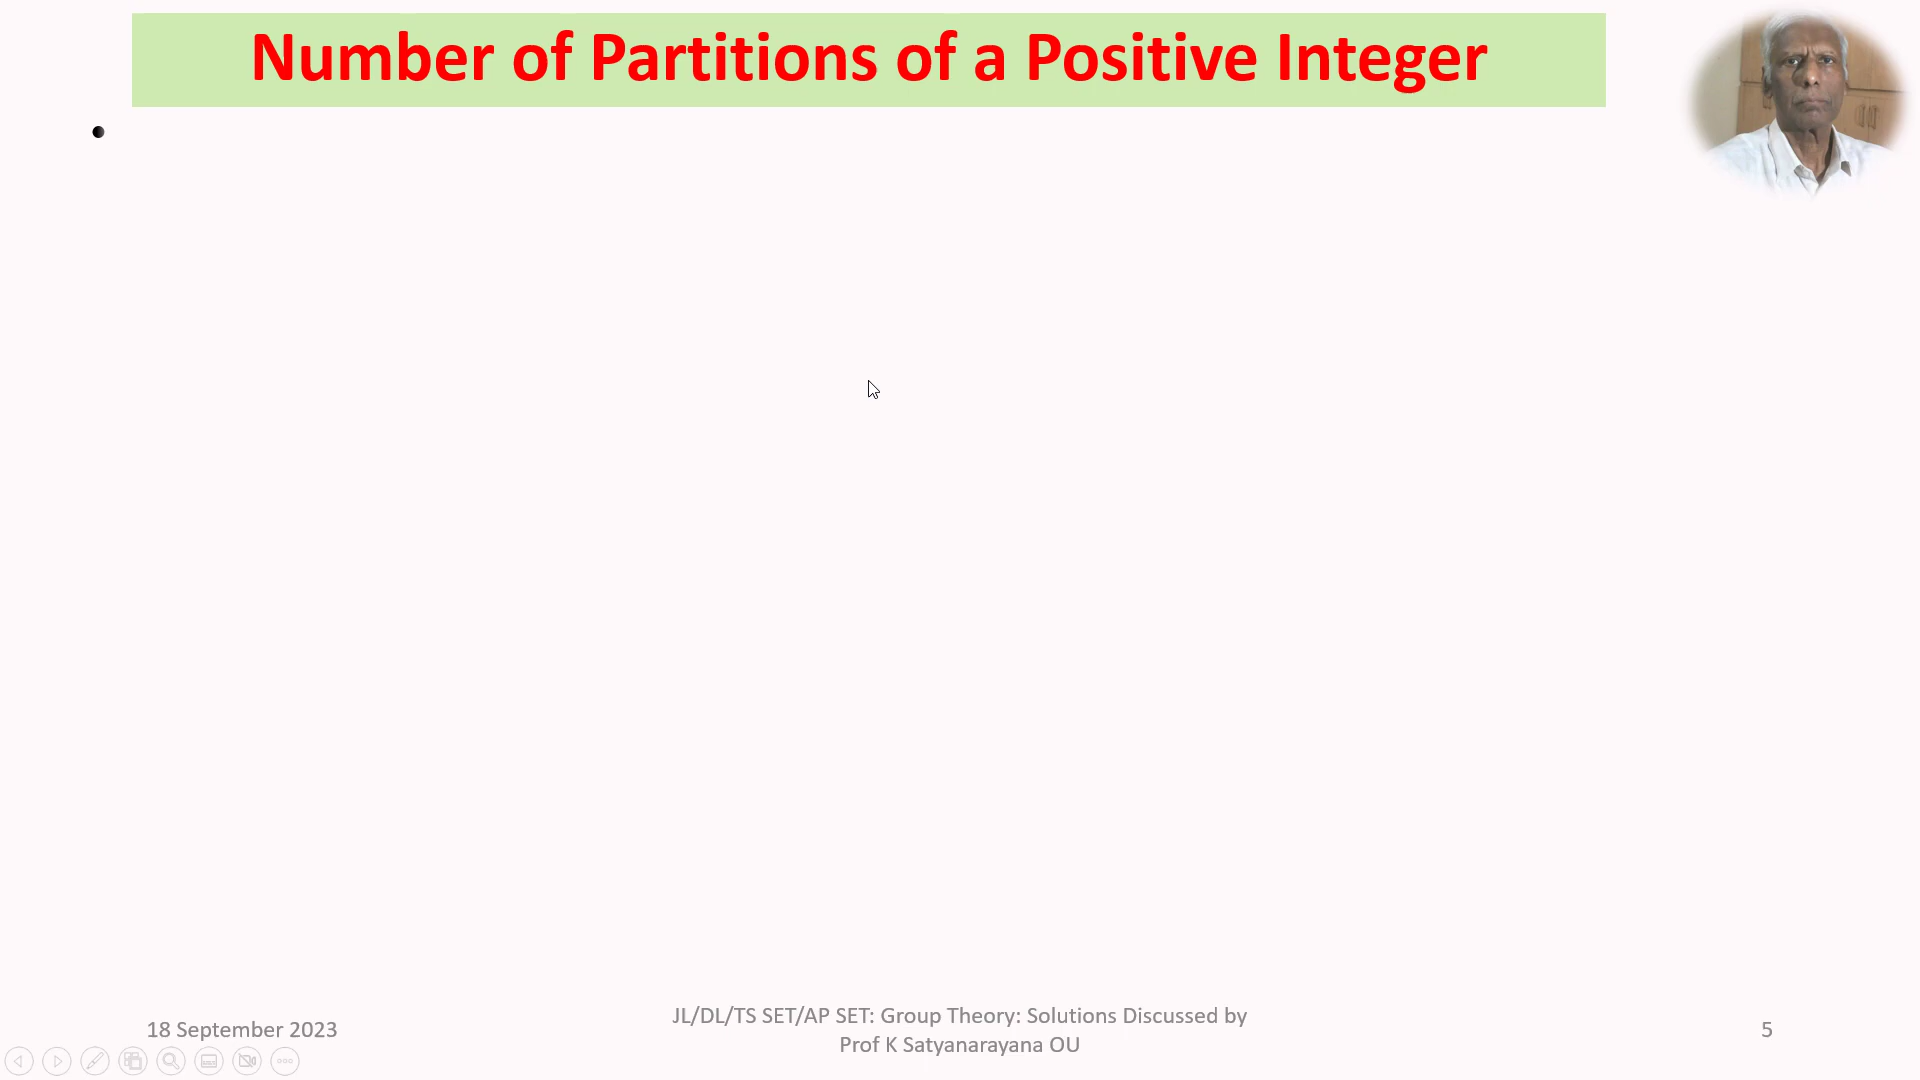 Number of Partitions of a Positive Integer
•
18 September 2023
JL/DL/TS SET/AP SET: Group Theory: Solutions Discussed by
Prof K Satyanarayana OU
5